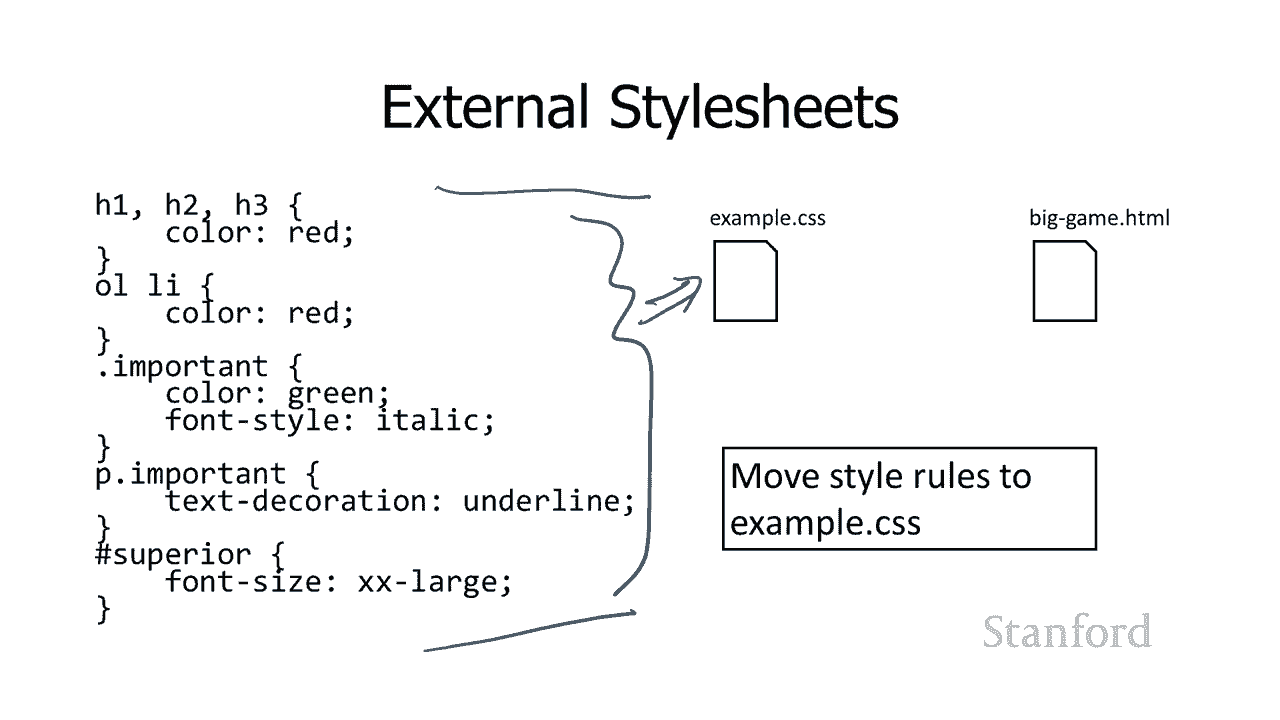 External Stylesheets
h1, h2, h3 {
    color: red;
}
ol li {
    color: red;
}
.important {
    color: green;
    font-style: italic;
}
p.important {
    text-decoration: underline;
}
#superior {
    font-size: xx-large;
}
example.css
big-game.html
Move style rules to
example.css
Stanford